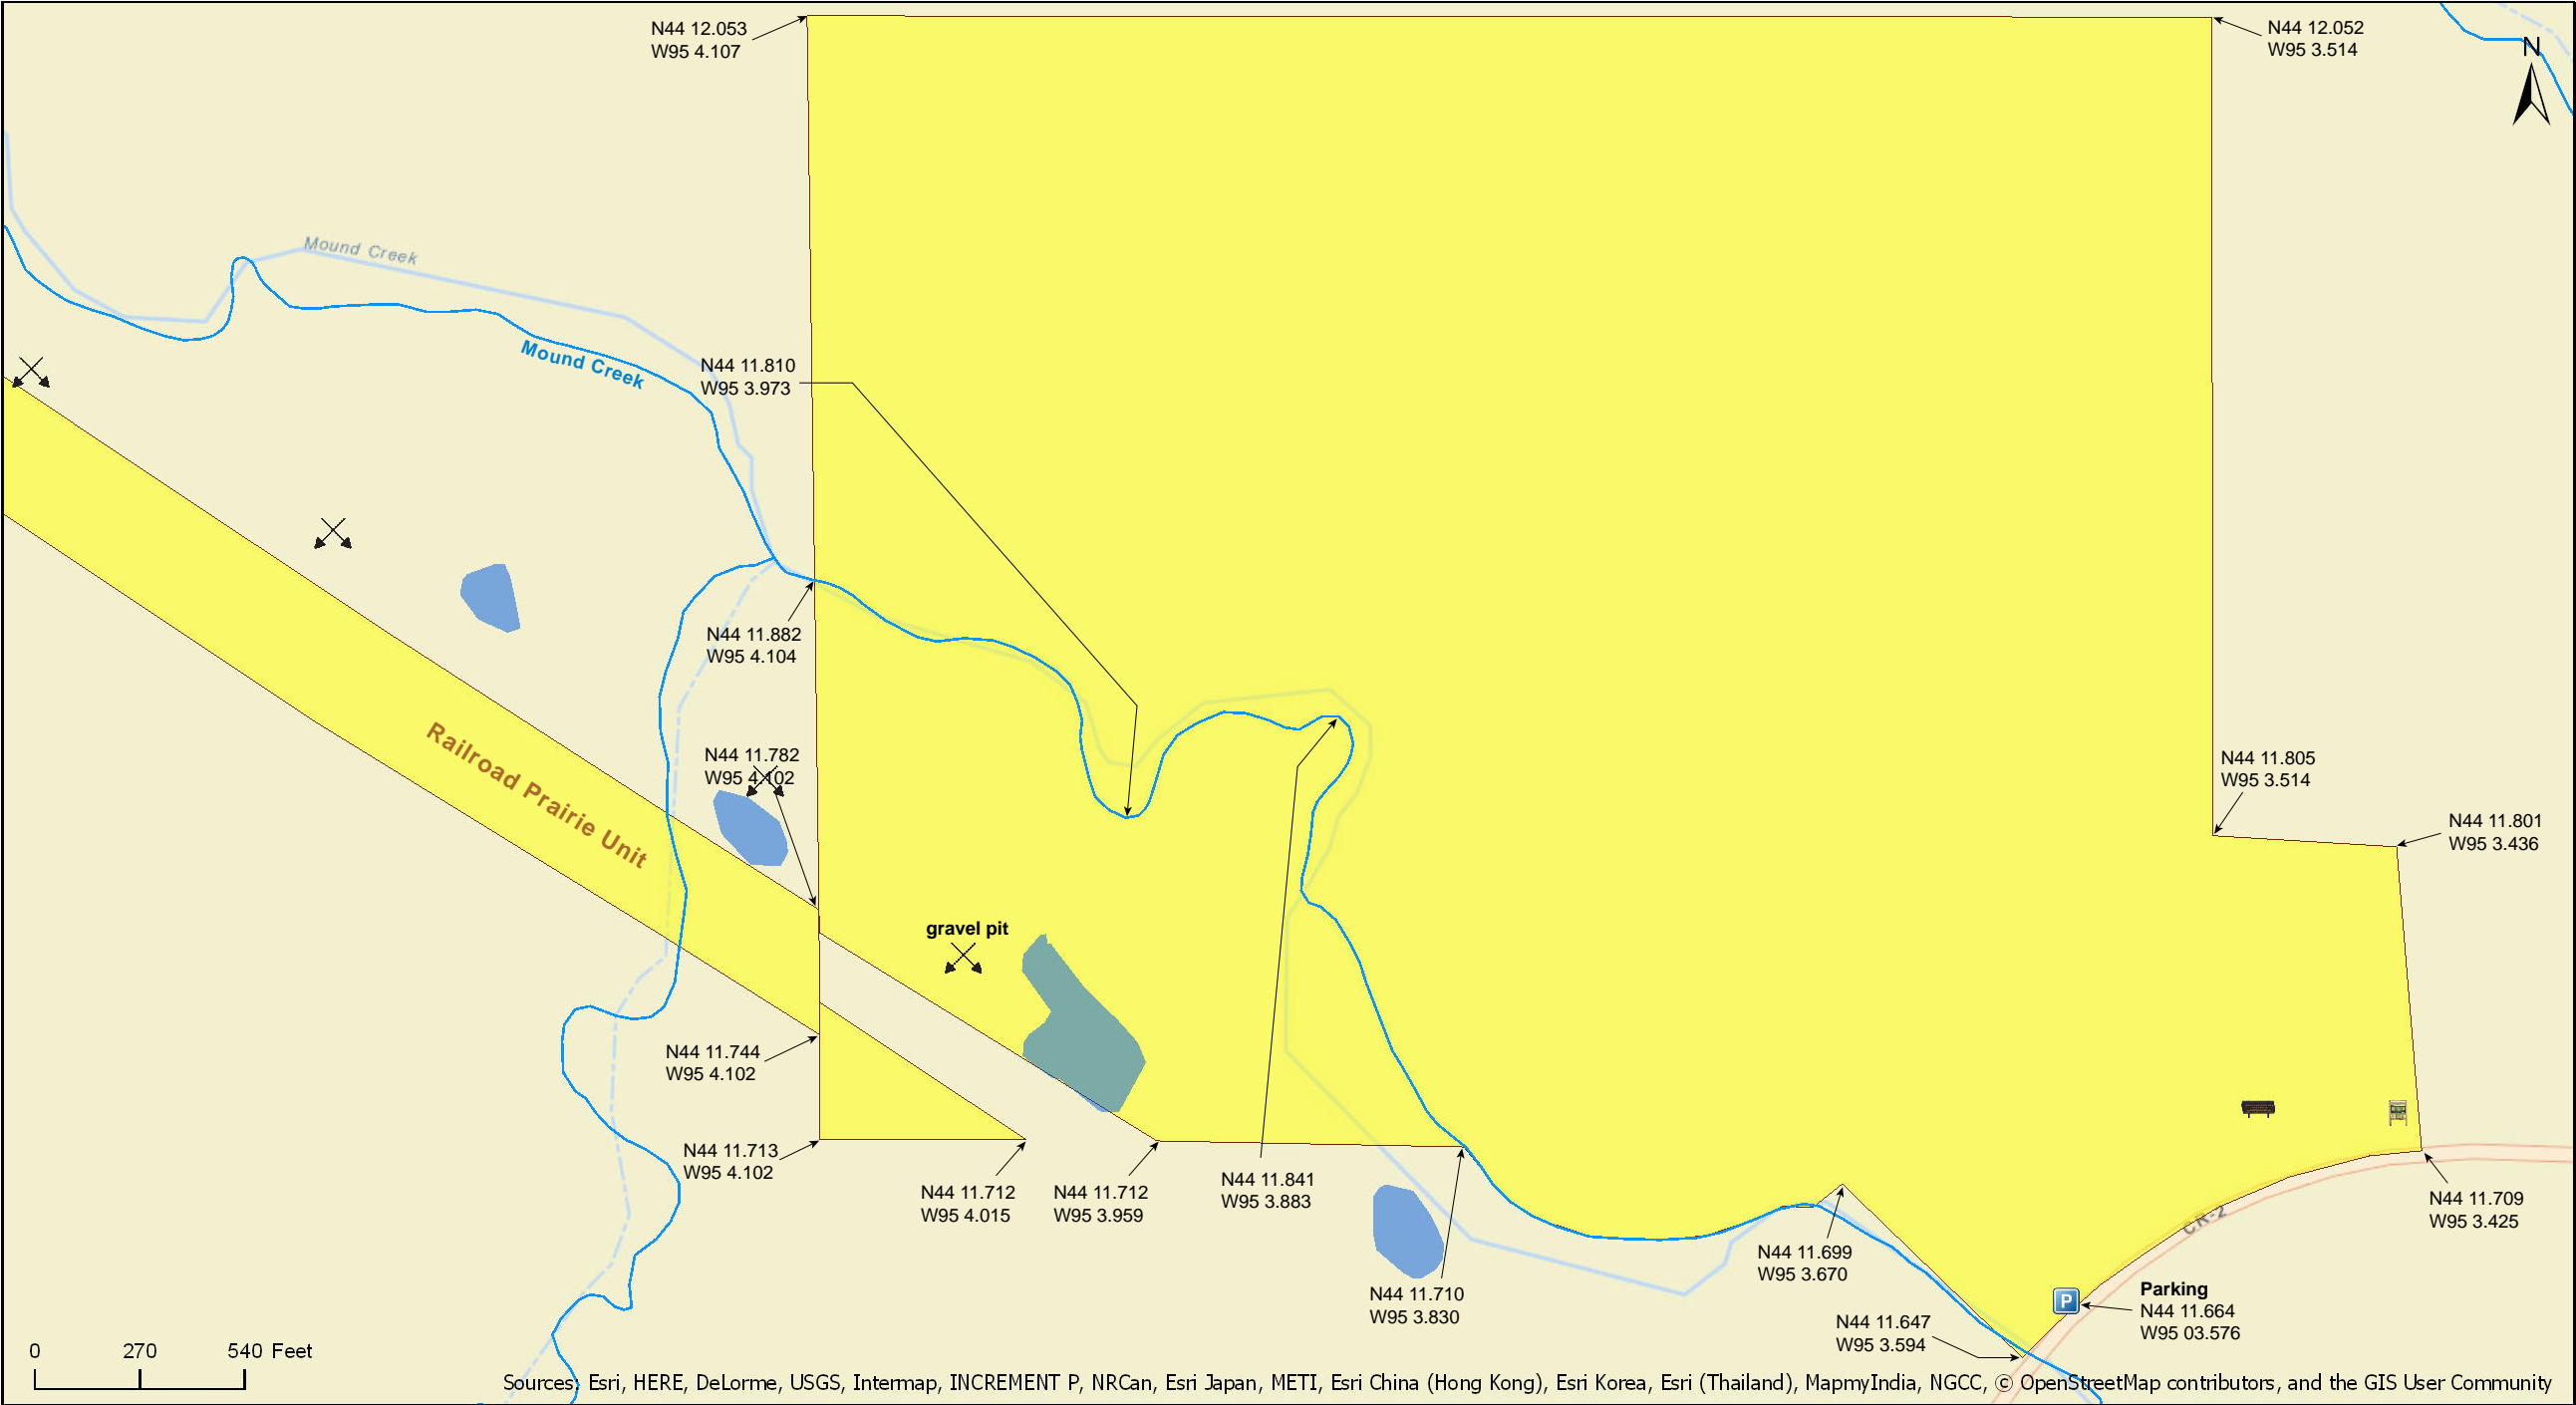 N44 12.053
W95 4.107
N44 12.052
W95 3.514
N
Mound Creek
Mound Creek
N44 11.810
W95 3.973
N44 11.882
W95 4.104
Railroad Prairie Unit
N44 11.782
W95 4.102
N44 11.805
W95 3.514
N44 11.801
W95 3.436
gravel pit
N44 11.744
W95 4.102
N44 11.713
W95 4.102
N44 11.712
W95 4.015
N44 11.712
W95 3.959
N44 11.841
W95 3.883
N44 11.709
W95 3.425
CR-2
N44 11.699
W95 3.670
N44 11.710
W95 3.830
P
Parking
N44 11.664
W95 03.576
N44 11.647
W95 3.594
0 270 540 Feet
Sources: Esri, HERE, DeLorme, USGS, Intermap, INCREMENT P, NRCan, Esri Japan, METI, Esri China (Hong Kong), Esri Korea, Esri (Thailand), MapmyIndia, NGCC, © OpenStreetMap contributors, and the GIS User Community